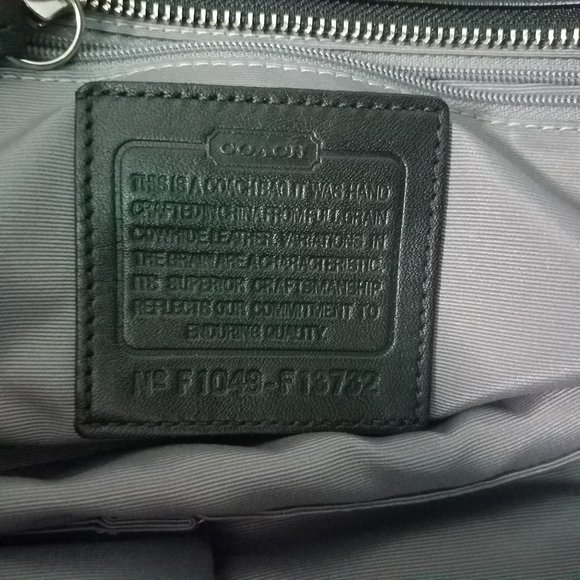 COACH
THIS IS A COACH BAG. IT WAS HAND
CRAFTED IN CHINA FROM FULL GRAIN
COWHIDE LEATHER. VARIATIONS IN
THE GRAIN ARE A CHARACTERISTIC.
ITS SUPERIOR CRAFTSMANSHIP
REFLECTS OUR COMMITMENT TO
ENDURING QUALITY.
Nº F1049-F13732